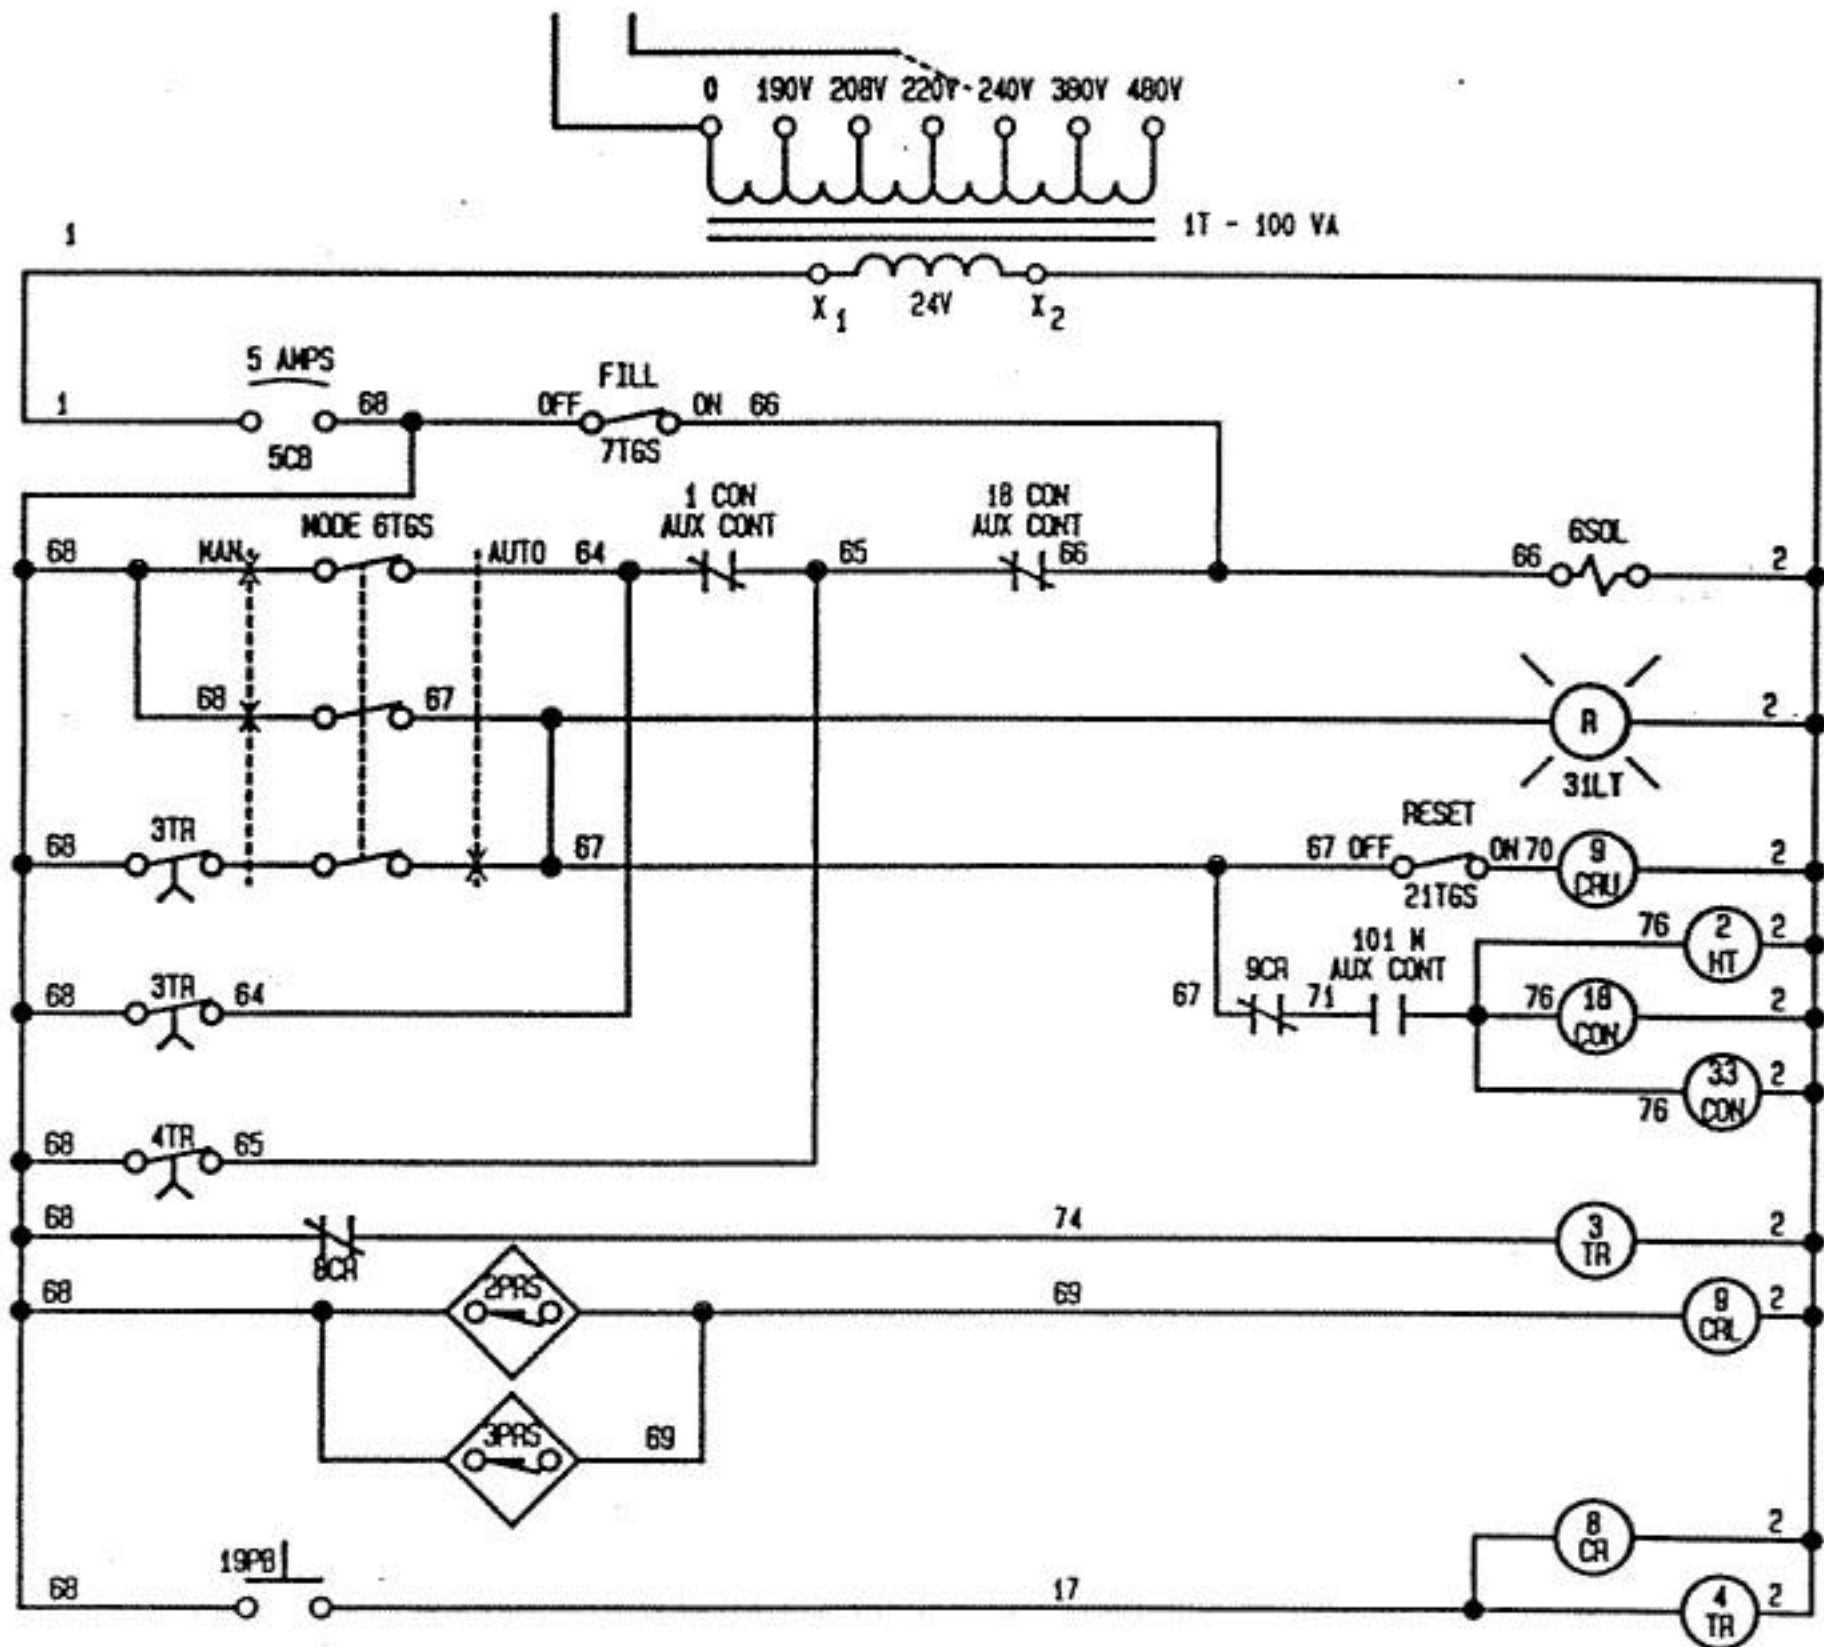 0 190V 208V 220V 240V 380V 480V
1T - 100 VA
1
X1 24V X2
5 AMPS
FILL
1 68 OFF ON 66
5CB 7TGS
1 CON 18 CON
MODE 6TGS AUX CONT AUX CONT 6SOL
68 MAN AUTO 64 65 66 66 2
68 67 R 2
31LT
RESET
3TR
68 67 67 OFF ON 70 9 CRU 2
21TGS
76 2 HT 2
101 M
9CR AUX CONT
3TR
68 64 67 71 76 18 CON 2
33 CON 2
76
4TR
68 65
68 74 3 TR 2
8CR
2PRS
68 69 9 CRL 2
3PRS 69
8 CR 2
19PB
68 17 4 TR 2